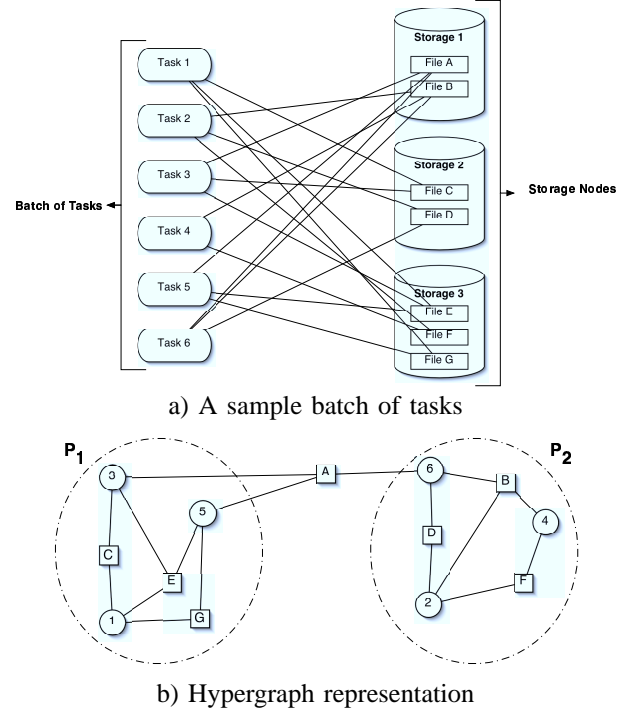 Storage 1
File A
File B
Task 1
Task 2
Task 3
Task 4
Task 5
Task 6
Batch of Tasks
Storage 2
File C
File D
Storage Nodes
Storage 3
File E
File F
File G
a) A sample batch of tasks
P1
3
5
C
E
1
G
A
P2
6
B
4
D
2
F
b) Hypergraph representation